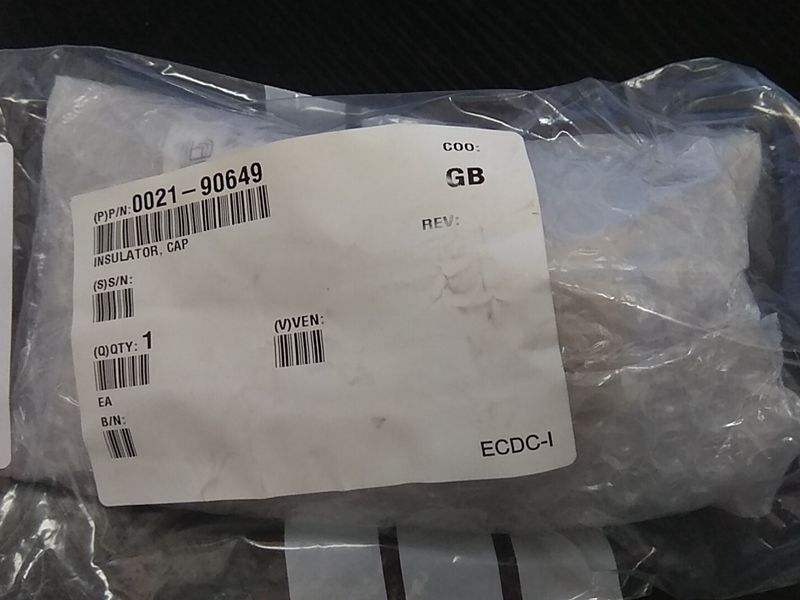 COO:
GB
(P)P/N: 0021-90649
REV:
INSULATOR, CAP
(S)S/N:
(V)VEN:
(Q)QTY: 1
EA
B/N:
ECDC-I